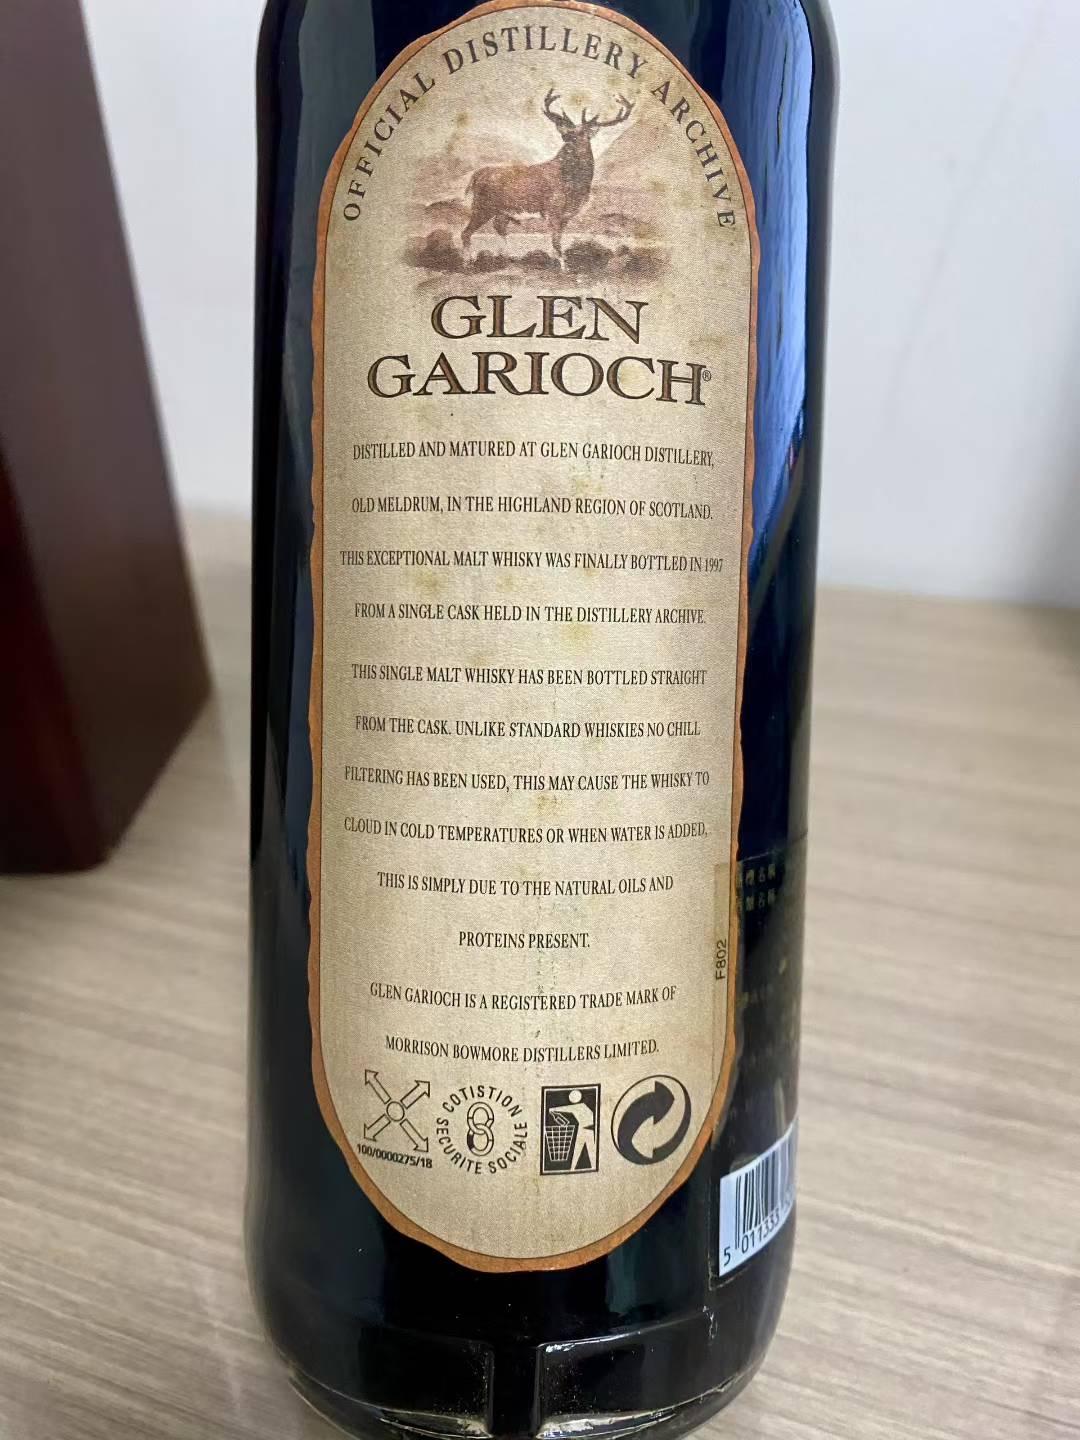 OFFICIAL DISTILLERY ARCHIVE
GLEN
GARIOCH®
DISTILLED AND MATURED AT GLEN GARIOCH DISTILLERY,
OLD MELDRUM, IN THE HIGHLAND REGION OF SCOTLAND.
THIS EXCEPTIONAL MALT WHISKY WAS FINALLY BOTTLED IN 1997
FROM A SINGLE CASK HELD IN THE DISTILLERY ARCHIVE.
THIS SINGLE MALT WHISKY HAS BEEN BOTTLED STRAIGHT
FROM THE CASK. UNLIKE STANDARD WHISKIES NO CHILL
FILTERING HAS BEEN USED, THIS MAY CAUSE THE WHISKY TO
CLOUD IN COLD TEMPERATURES OR WHEN WATER IS ADDED,
THIS IS SIMPLY DUE TO THE NATURAL OILS AND
PROTEINS PRESENT.
GLEN GARIOCH IS A REGISTERED TRADE MARK OF
MORRISON BOWMORE DISTILLERS LIMITED.
100/0000275/18
COTISTION
SECURITE SOCIALE
F802
5 011333